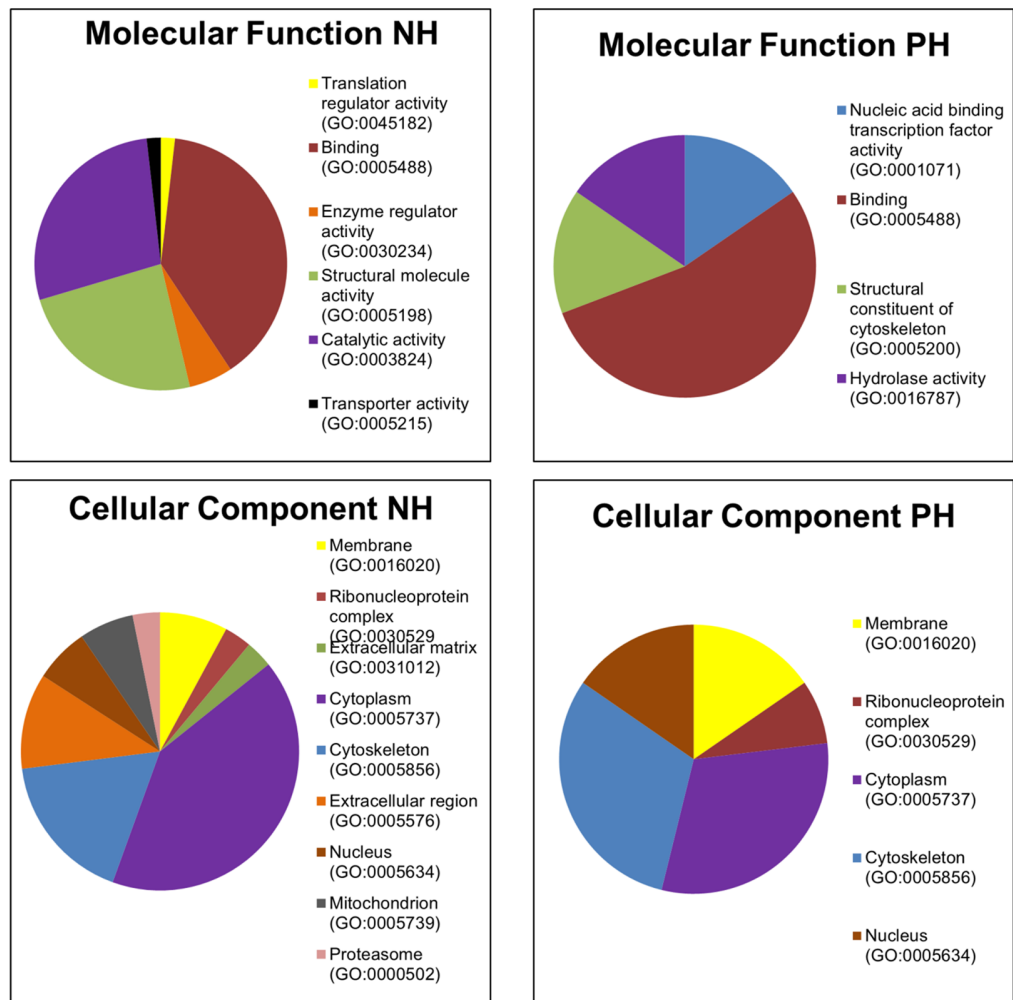 Molecular Function NH
Translation
regulator activity
(GO:0045182)
Binding
(GO:0005488)
Enzyme regulator
activity
(GO:0030234)
Structural molecule
activity
(GO:0005198)
Catalytic activity
(GO:0003824)
Transporter activity
(GO:0005215)
Molecular Function PH
Nucleic acid binding
transcription factor
activity
(GO:0001071)
Binding
(GO:0005488)
Structural
constituent of
cytoskeleton
(GO:0005200)
Hydrolase activity
(GO:0016787)
Cellular Component NH
Membrane
(GO:0016020)
Ribonucleoprotein
complex
(GO:0030529
Extracellular matrix
(GO:0031012)
Cytoplasm
(GO:0005737)
Cytoskeleton
(GO:0005856)
Extracellular region
(GO:0005576)
Nucleus
(GO:0005634)
Mitochondrion
(GO:0005739)
Proteasome
(GO:0000502)
Cellular Component PH
Membrane
(GO:0016020)
Ribonucleoprotein
complex
(GO:0030529)
Cytoplasm
(GO:0005737)
Cytoskeleton
(GO:0005856)
Nucleus
(GO:0005634)